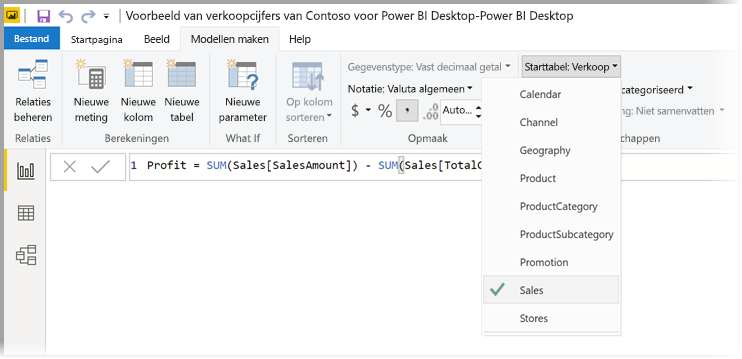 Voorbeeld van verkoopcijfers van Contoso voor Power BI Desktop-Power BI Desktop
Bestand Startpagina Beeld Modellen maken Help
Relaties beheren
Relaties
Nieuwe meting
Nieuwe kolom
Nieuwe tabel
Berekeningen
Nieuwe parameter
What If
Op kolom sorteren
Sorteren
Gegevenstype: Vast decimaal getal
Notatie: Valuta algemeen
$ % , .00 Auto...
Opmaak
Starttabel: Verkoop
categoriseerd
ng: Niet samenvatten
chappen
1 Profit = SUM(Sales[SalesAmount]) - SUM(Sales[TotalC
Calendar
Channel
Geography
Product
ProductCategory
ProductSubcategory
Promotion
Sales
Stores